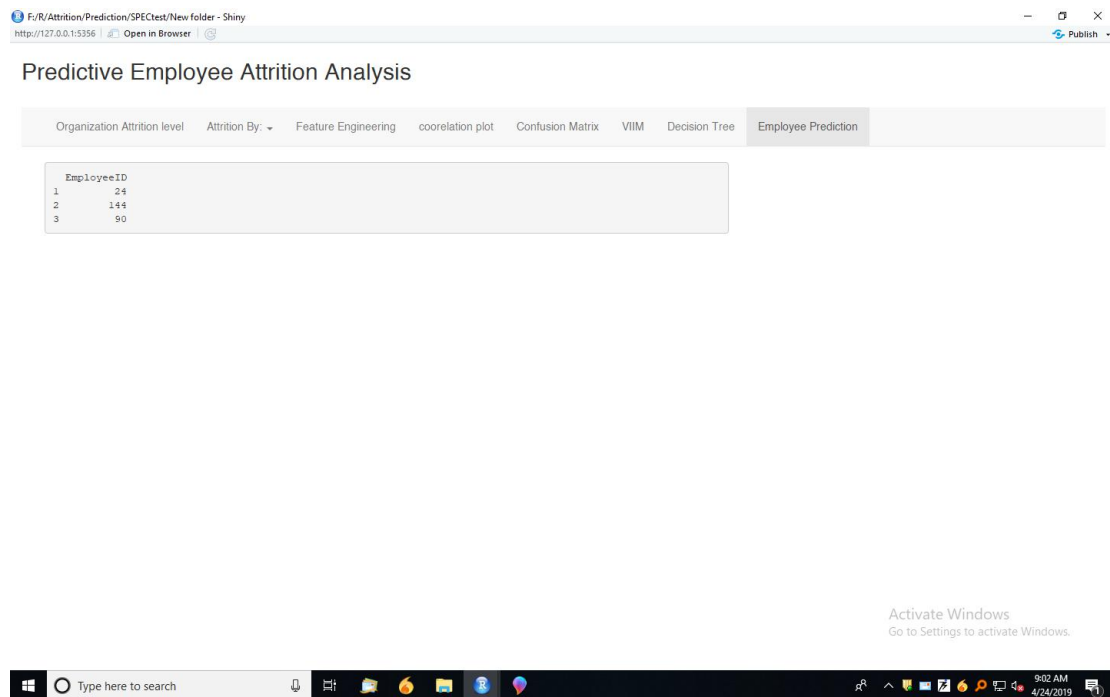 F:/R/Attrition/Prediction/SPECtest/New folder - Shiny
http://127.0.0.1:5356 Open in Browser
Publish
Predictive Employee Attrition Analysis
Organization Attrition level Attrition By: Feature Engineering coorelation plot Confusion Matrix VIIM Decision Tree Employee Prediction
EmployeeID
1 24
2 144
3 90
Activate Windows
Go to Settings to activate Windows.
Type here to search
9:02 AM
4/24/2019